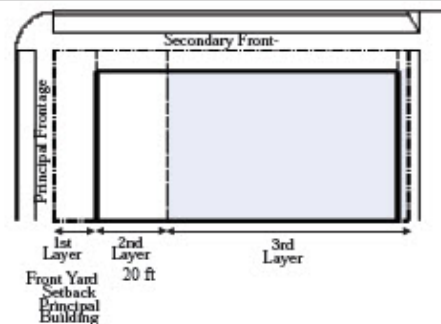 Secondary Front-
Principal Frontage
1st
Layer
2nd
Layer
3rd
Layer
20 ft
Front Yard
Setback
Principal
Building